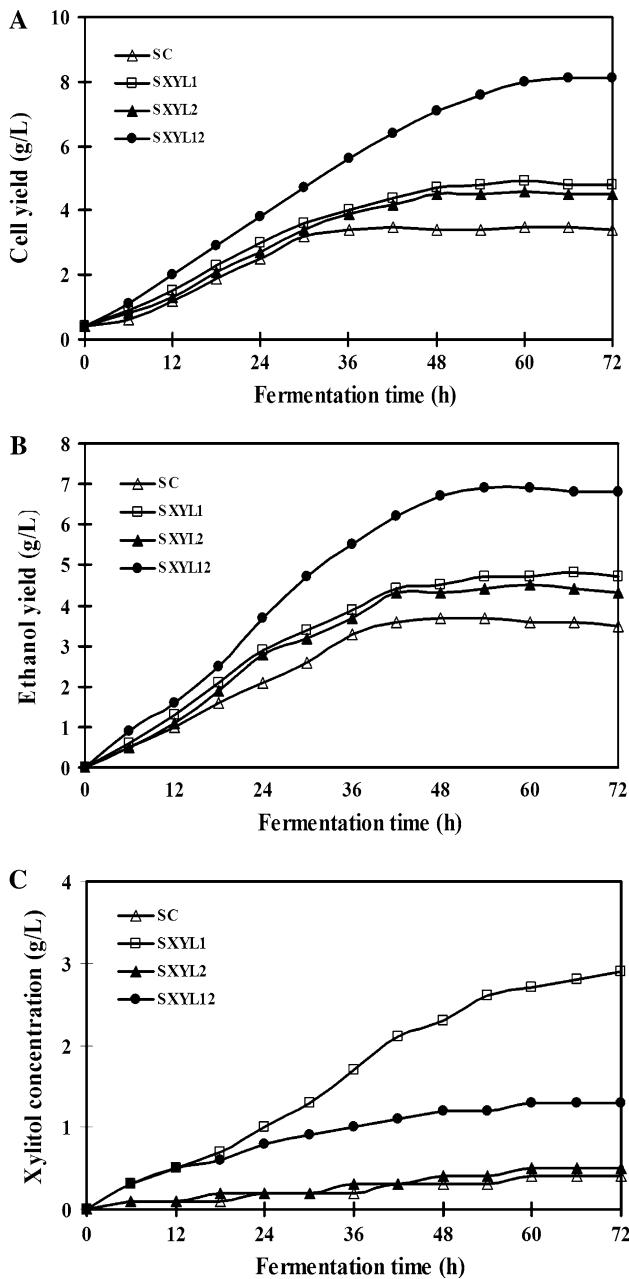 A
10
8
6
4
2
0
Cell yield (g/L)
SC
SXYL1
SXYL2
SXYL12
0 12 24 36 48 60 72
Fermentation time (h)
B
8
7
6
5
4
3
2
1
0
Ethanol yield (g/L)
SC
SXYL1
SXYL2
SXYL12
0 12 24 36 48 60 72
Fermentation time (h)
C
4
3
2
1
0
Xylitol concentration (g/L)
SC
SXYL1
SXYL2
SXYL12
0 12 24 36 48 60 72
Fermentation time (h)